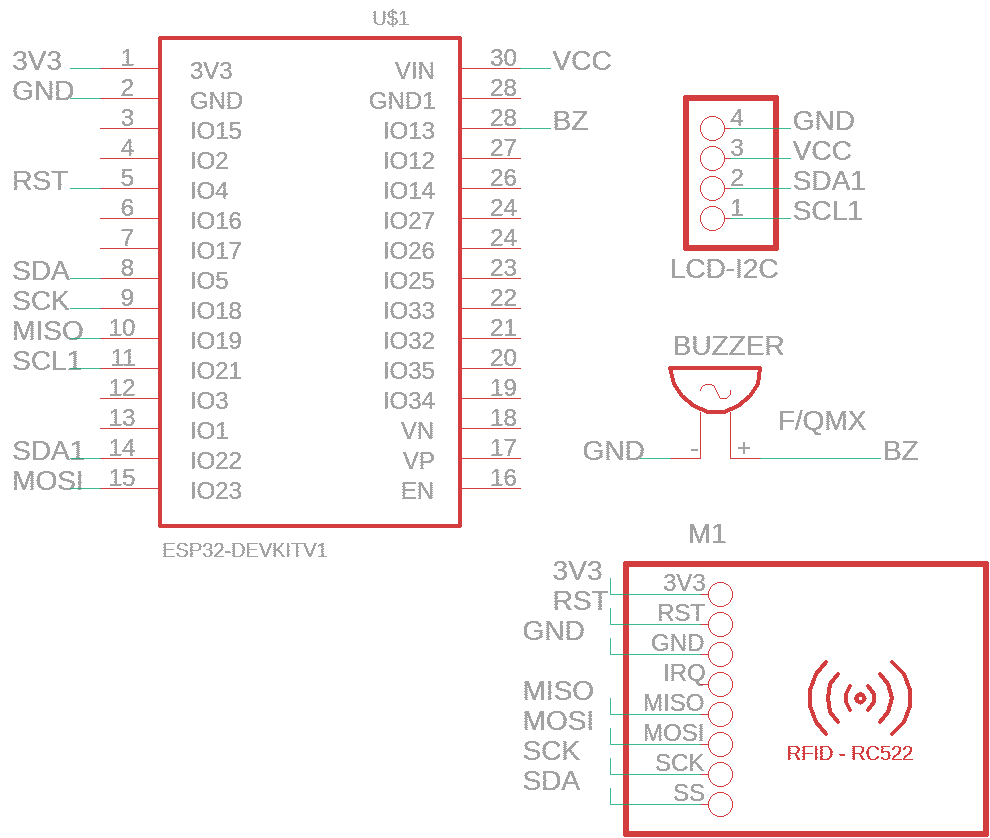 U$1
3V3 1 3V3 VIN 30 VCC
GND 2 GND GND1 28
3 IO15 IO13 28 BZ
4 IO2 IO12 27
RST 5 IO4 IO14 26
6 IO16 IO27 24
7 IO17 IO26 24
SDA 8 IO5 IO25 23
SCK 9 IO18 IO33 22
MISO 10 IO19 IO32 21
SCL1 11 IO21 IO35 20
12 IO3 IO34 19
13 IO1 VN 18
SDA1 14 IO22 VP 17
MOSI 15 IO23 EN 16
ESP32-DEVKITV1
4 GND
3 VCC
2 SDA1
1 SCL1
LCD-I2C
BUZZER
F/QMX
GND - + BZ
M1
3V3 3V3
RST RST
GND GND
IRQ
MISO MISO
MOSI MOSI
SCK SCK
SDA SS
RFID - RC522